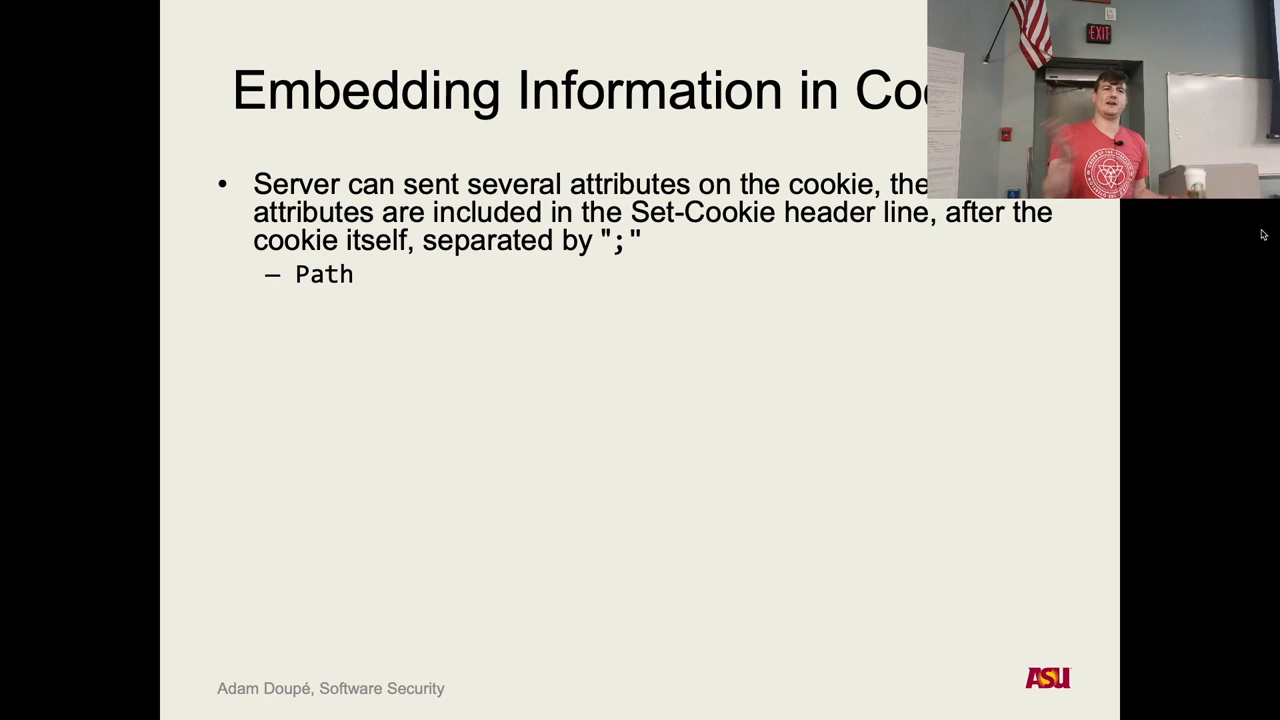 Embedding Information in Coo
EXIT
• Server can sent several attributes on the cookie, the
attributes are included in the Set-Cookie header line, after the
cookie itself, separated by ";"
– Path
Adam Doupé, Software Security
ASU